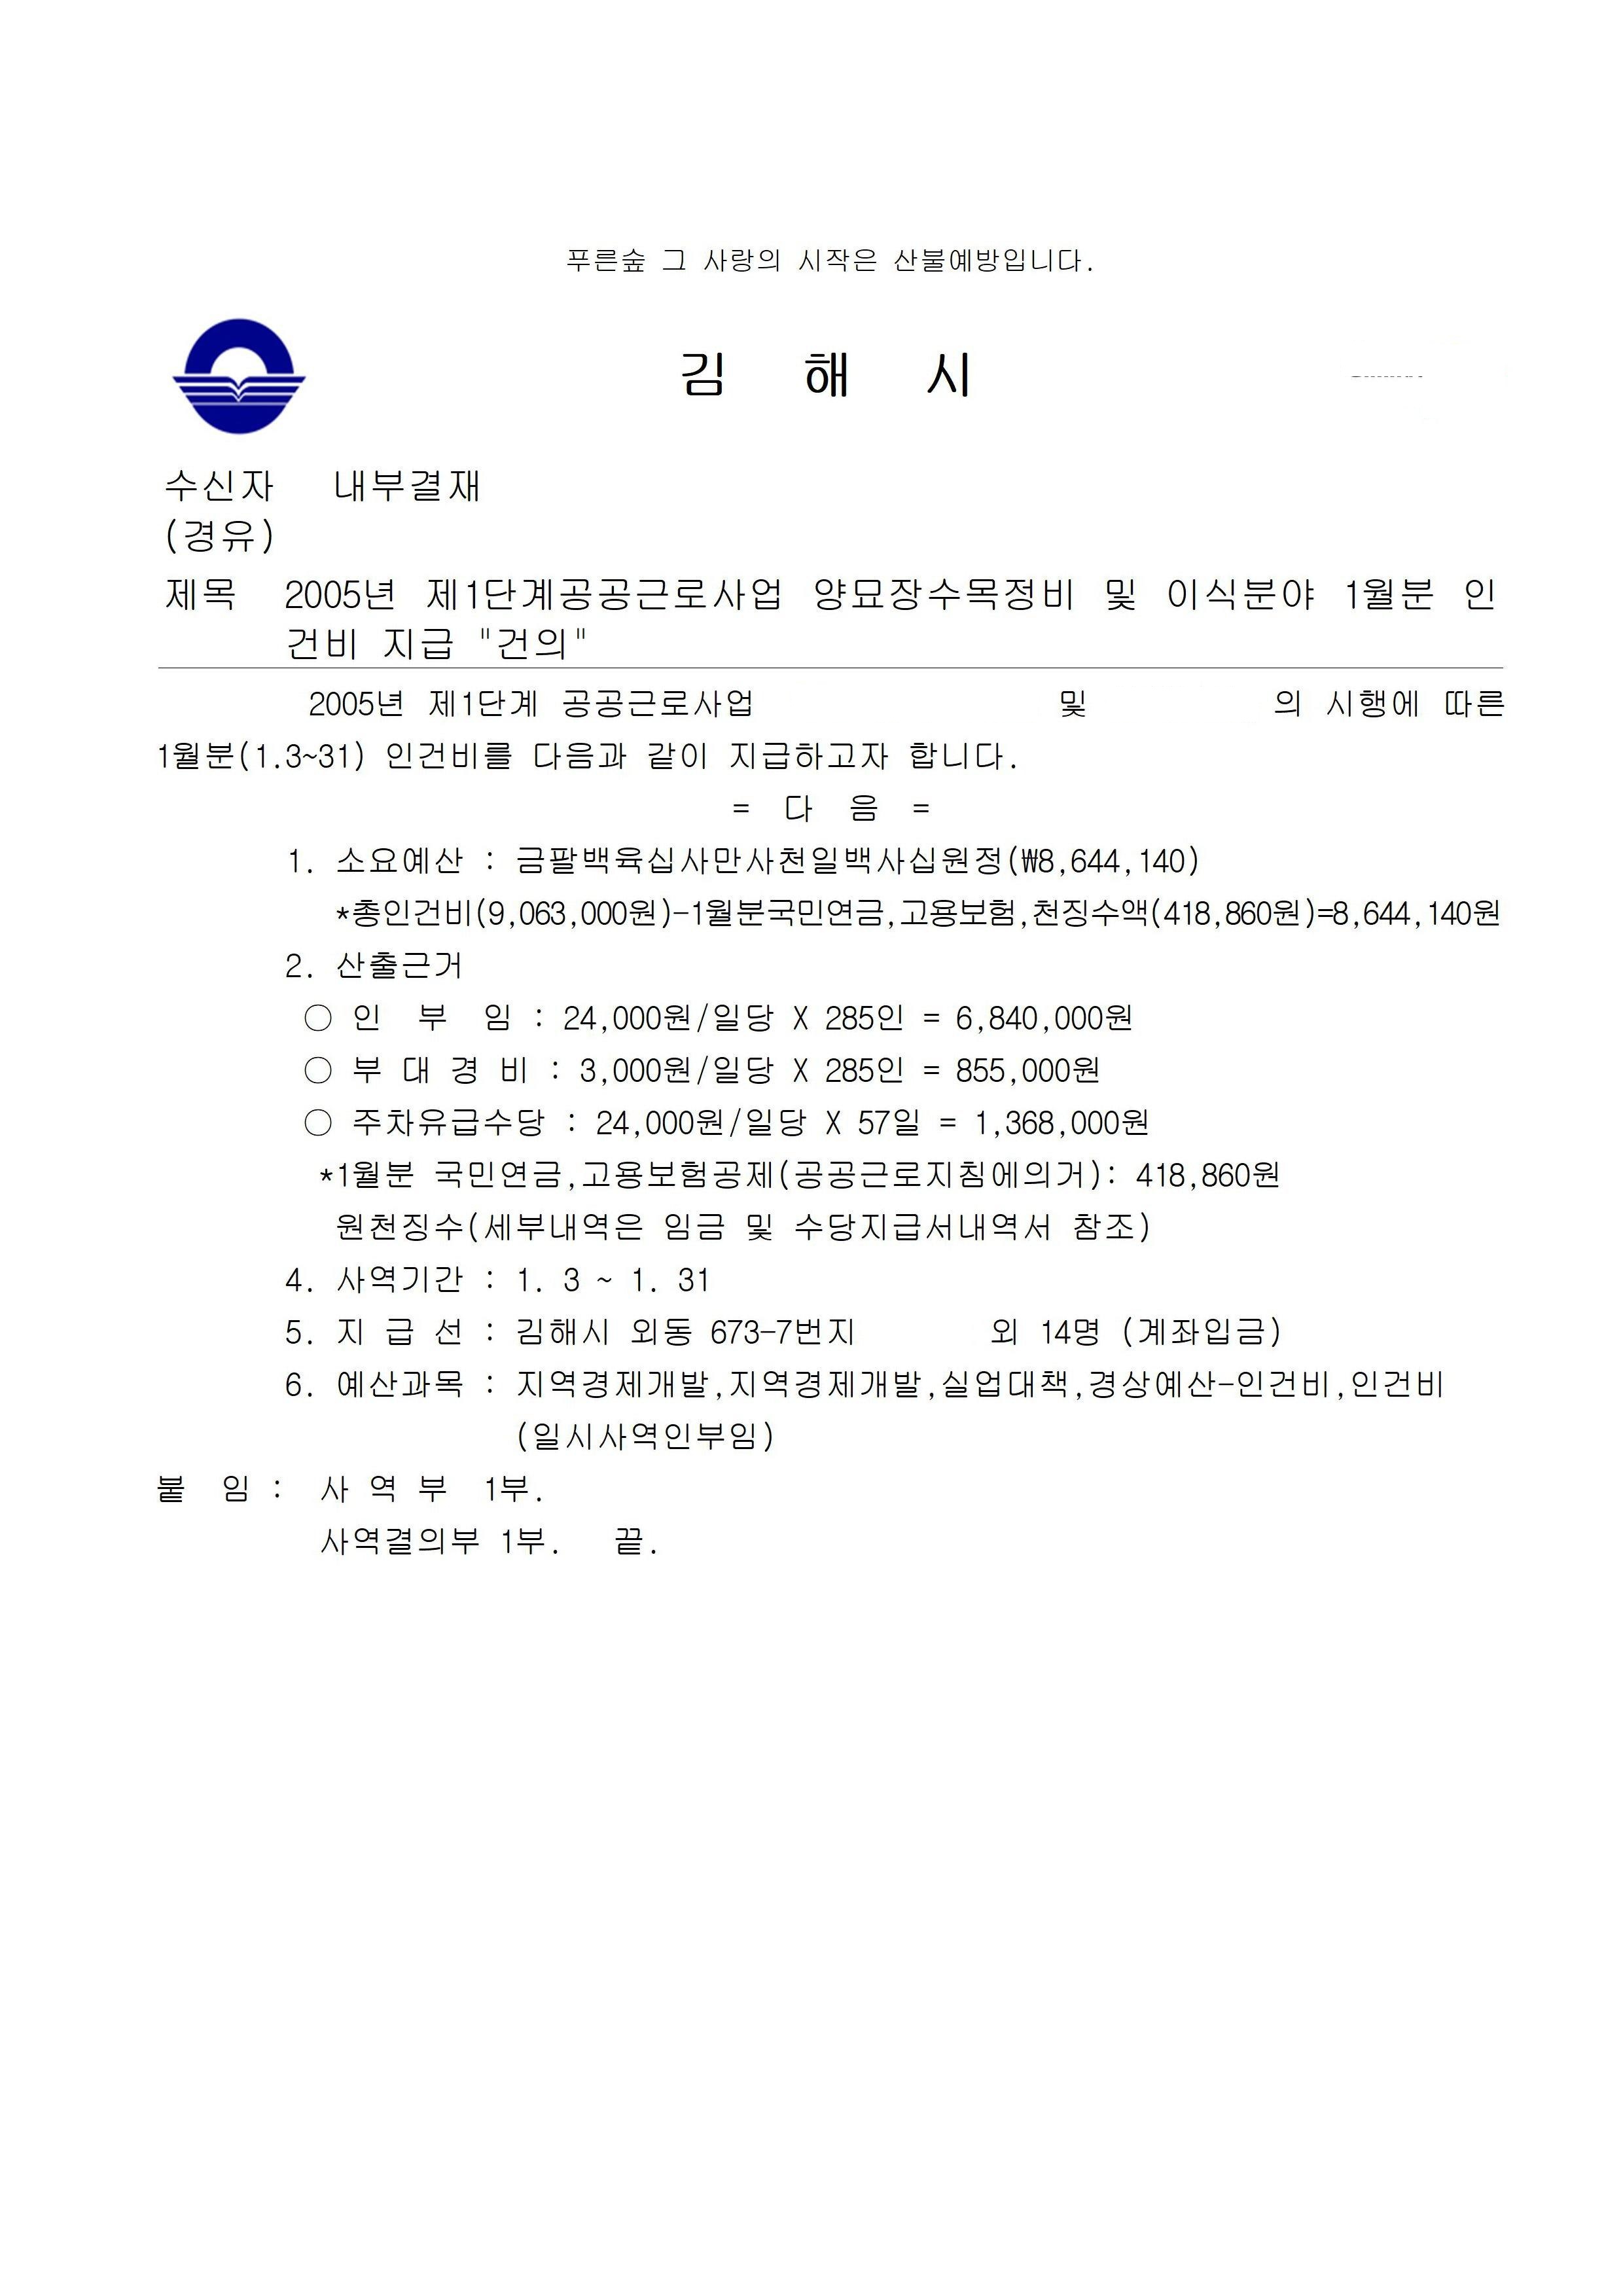 푸른숲 그 사랑의 시작은 산불예방입니다.
김 해 시
수신자 내부결재
(경유)
제목 2005년 제1단계공공근로사업 양묘장수목정비 및 이식분야 1월분 인
건비 지급 "건의"
2005년 제1단계 공공근로사업 및 의 시행에 따른
1월분(1.3~31) 인건비를 다음과 같이 지급하고자 합니다.
= 다 음 =
1. 소요예산 : 금팔백육십사만사천일백사십원정(₩8,644,140)
*총인건비(9,063,000원)-1월분국민연금,고용보험,천징수액(418,860원)=8,644,140원
2. 산출근거
○ 인 부 임 : 24,000원/일당 X 285인 = 6,840,000원
○ 부 대 경 비 : 3,000원/일당 X 285인 = 855,000원
○ 주차유급수당 : 24,000원/일당 X 57일 = 1,368,000원
*1월분 국민연금,고용보험공제(공공근로지침에의거): 418,860원
원천징수(세부내역은 임금 및 수당지급서내역서 참조)
4. 사역기간 : 1. 3 ~ 1. 31
5. 지 급 선 : 김해시 외동 673-7번지 외 14명 (계좌입금)
6. 예산과목 : 지역경제개발,지역경제개발,실업대책,경상예산-인건비,인건비
(일시사역인부임)
붙 임 : 사 역 부 1부.
사역결의부 1부. 끝.